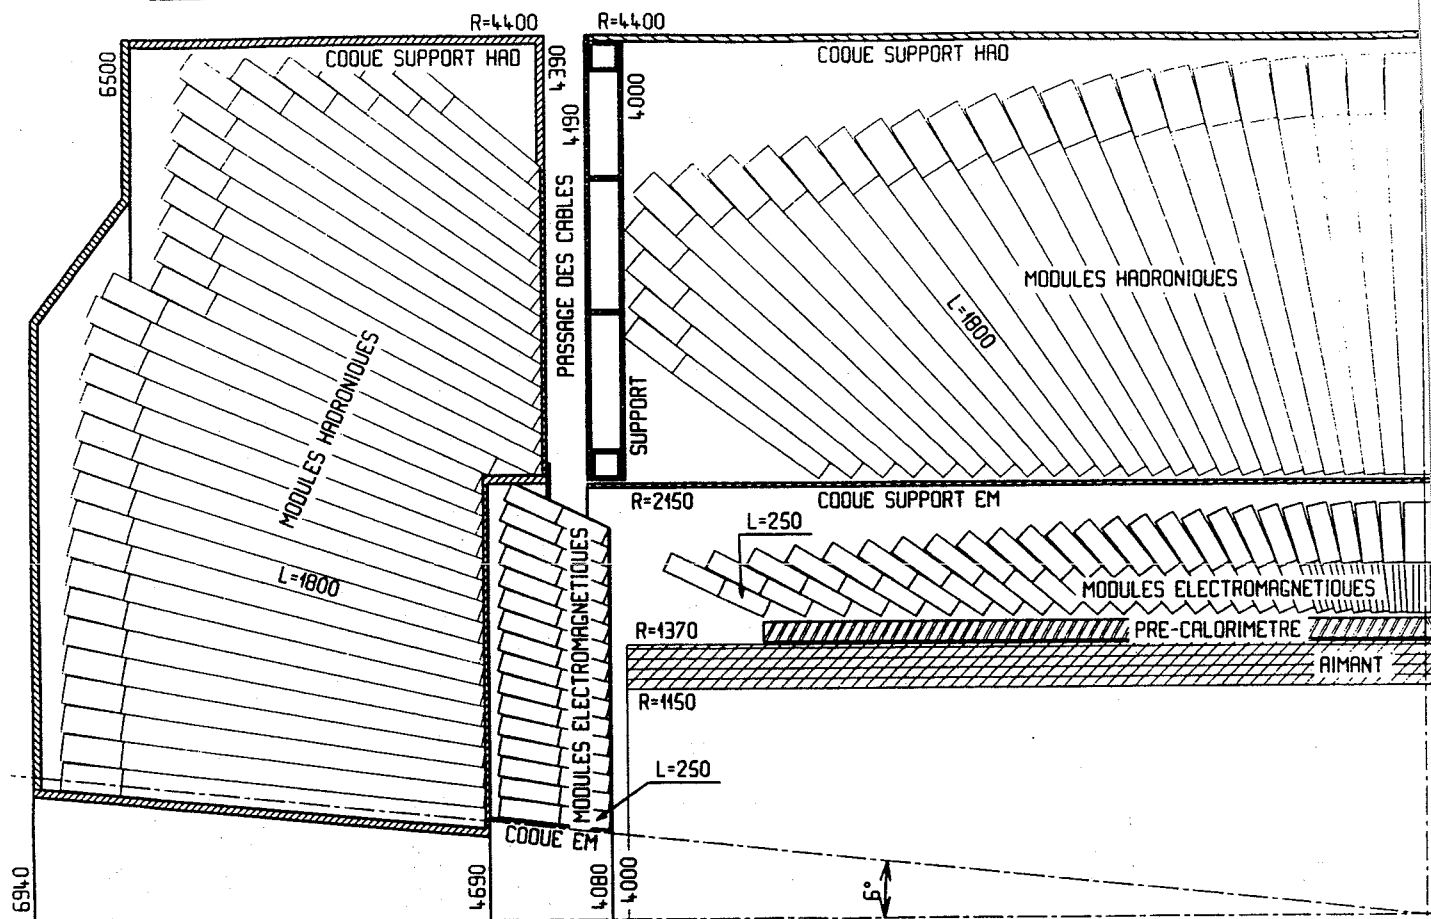 R=4400
R=4400
COQUE SUPPORT HAD
COQUE SUPPORT HAD
6500
4390
4190
4000
PASSAGE DES CABLES
SUPPORT
MODULES HADRONIQUES
L=1800
MODULES HADRONIQUES
L=1800
R=2150
COQUE SUPPORT EM
L=250
MODULES ELECTROMAGNETIQUES
MODULES ELECTROMAGNETIQUES
R=1370
PRE-CALORIMETRE
AIMANT
R=1150
L=250
COQUE EM
6°
6940
4690
4080
4000